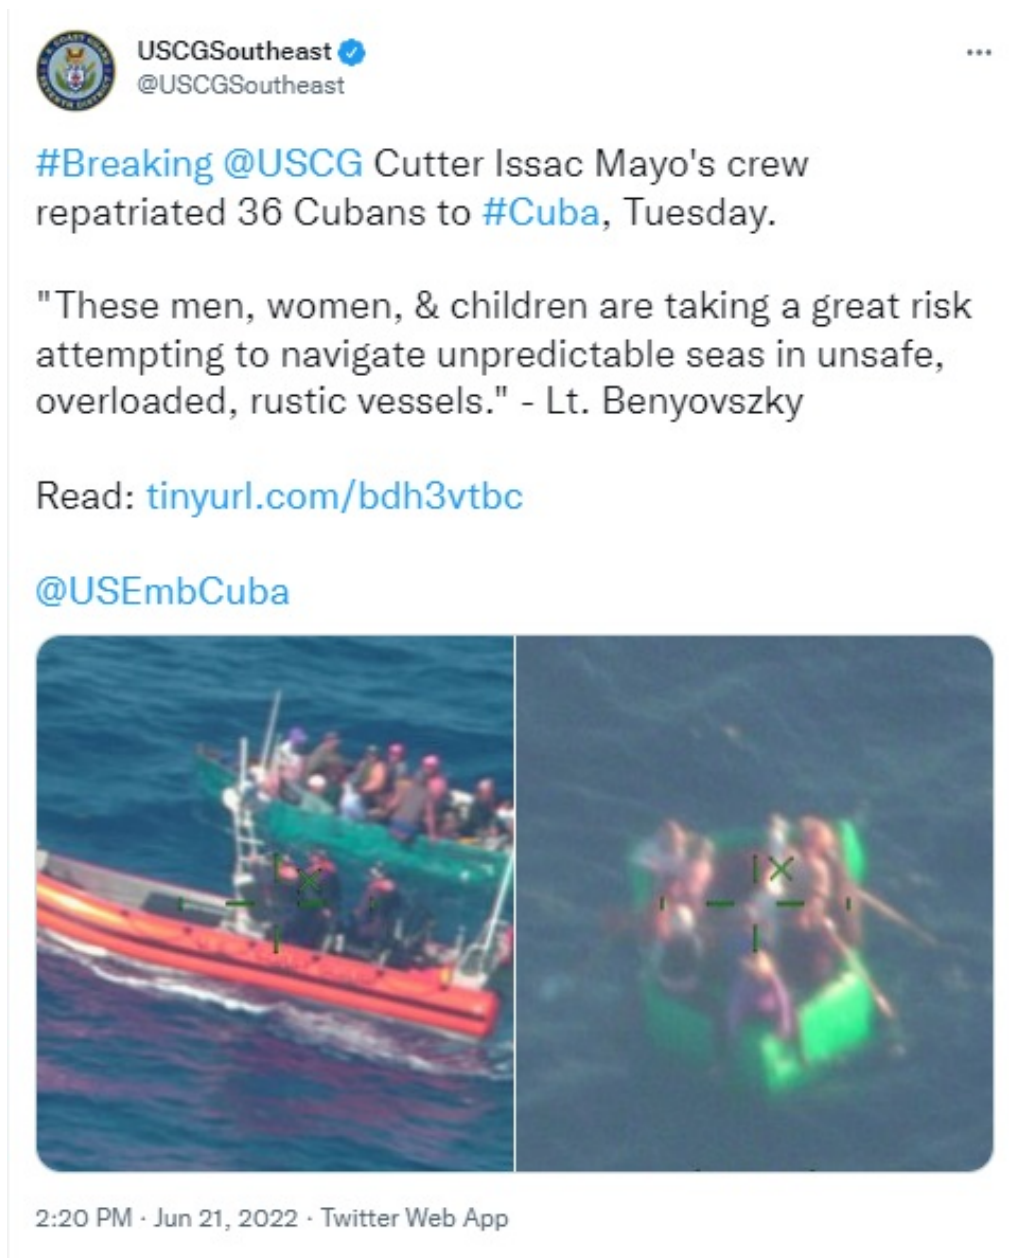 USCGSoutheast
@USCGSoutheast
#Breaking @USCG Cutter Issac Mayo's crew
repatriated 36 Cubans to #Cuba, Tuesday.
"These men, women, & children are taking a great risk
attempting to navigate unpredictable seas in unsafe,
overloaded, rustic vessels." - Lt. Benyovszky
Read: tinyurl.com/bdh3vtbc
@USEmbCuba
2:20 PM · Jun 21, 2022 · Twitter Web App